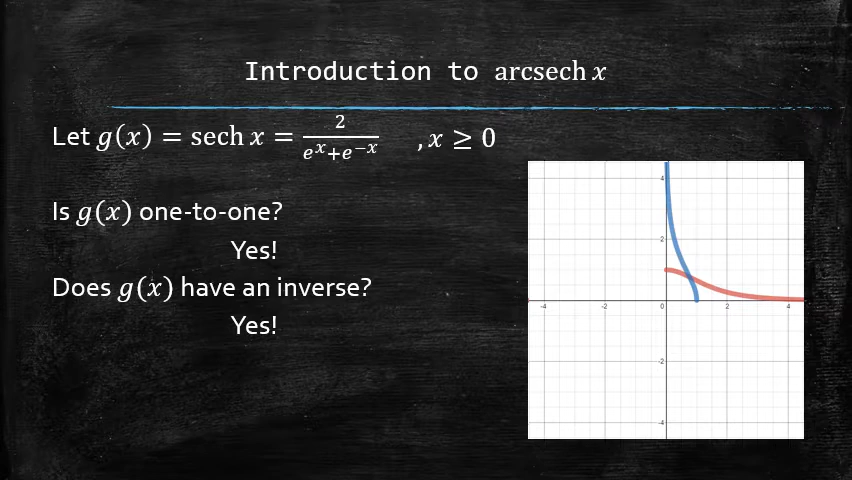 Introduction to arcsech x
Let g(x) = sech x = 2/(e^x+e^−x) , x ≥ 0
Is g(x) one-to-one?
Yes!
Does g(x) have an inverse?
Yes!
4
2
-4 -2 0 2 4
-2
-4